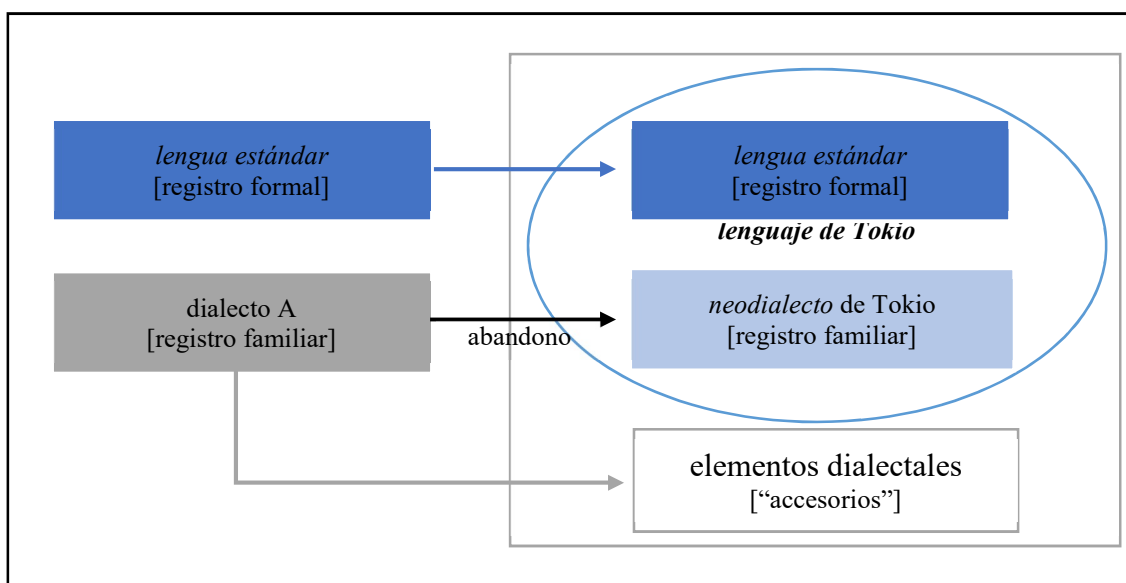 lengua estándar
[registro formal]
lengua estándar
[registro formal]
lenguaje de Tokio
dialecto A
[registro familiar]
abandono
neodialecto de Tokio
[registro familiar]
elementos dialectales
[“accesorios”]